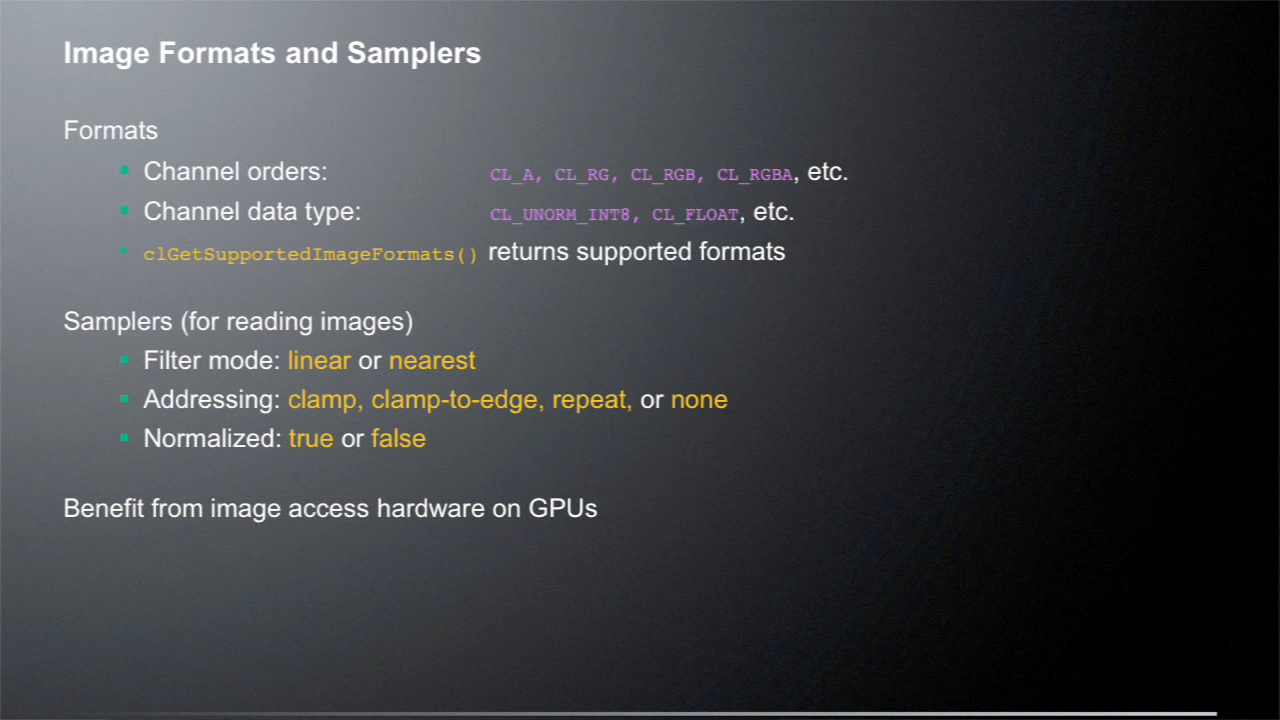 Image Formats and Samplers
Formats
Channel orders: CL_A, CL_RG, CL_RGB, CL_RGBA, etc.
Channel data type: CL_UNORM_INT8, CL_FLOAT, etc.
clGetSupportedImageFormats() returns supported formats
Samplers (for reading images)
Filter mode: linear or nearest
Addressing: clamp, clamp-to-edge, repeat, or none
Normalized: true or false
Benefit from image access hardware on GPUs